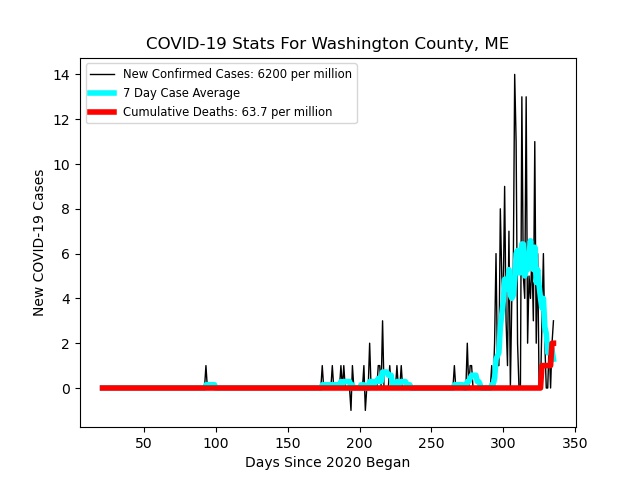 COVID-19 Stats For Washington County, ME
New Confirmed Cases: 6200 per million
7 Day Case Average
Cumulative Deaths: 63.7 per million
New COVID-19 Cases
14
12
10
8
6
4
2
0
50 100 150 200 250 300 350
Days Since 2020 Began